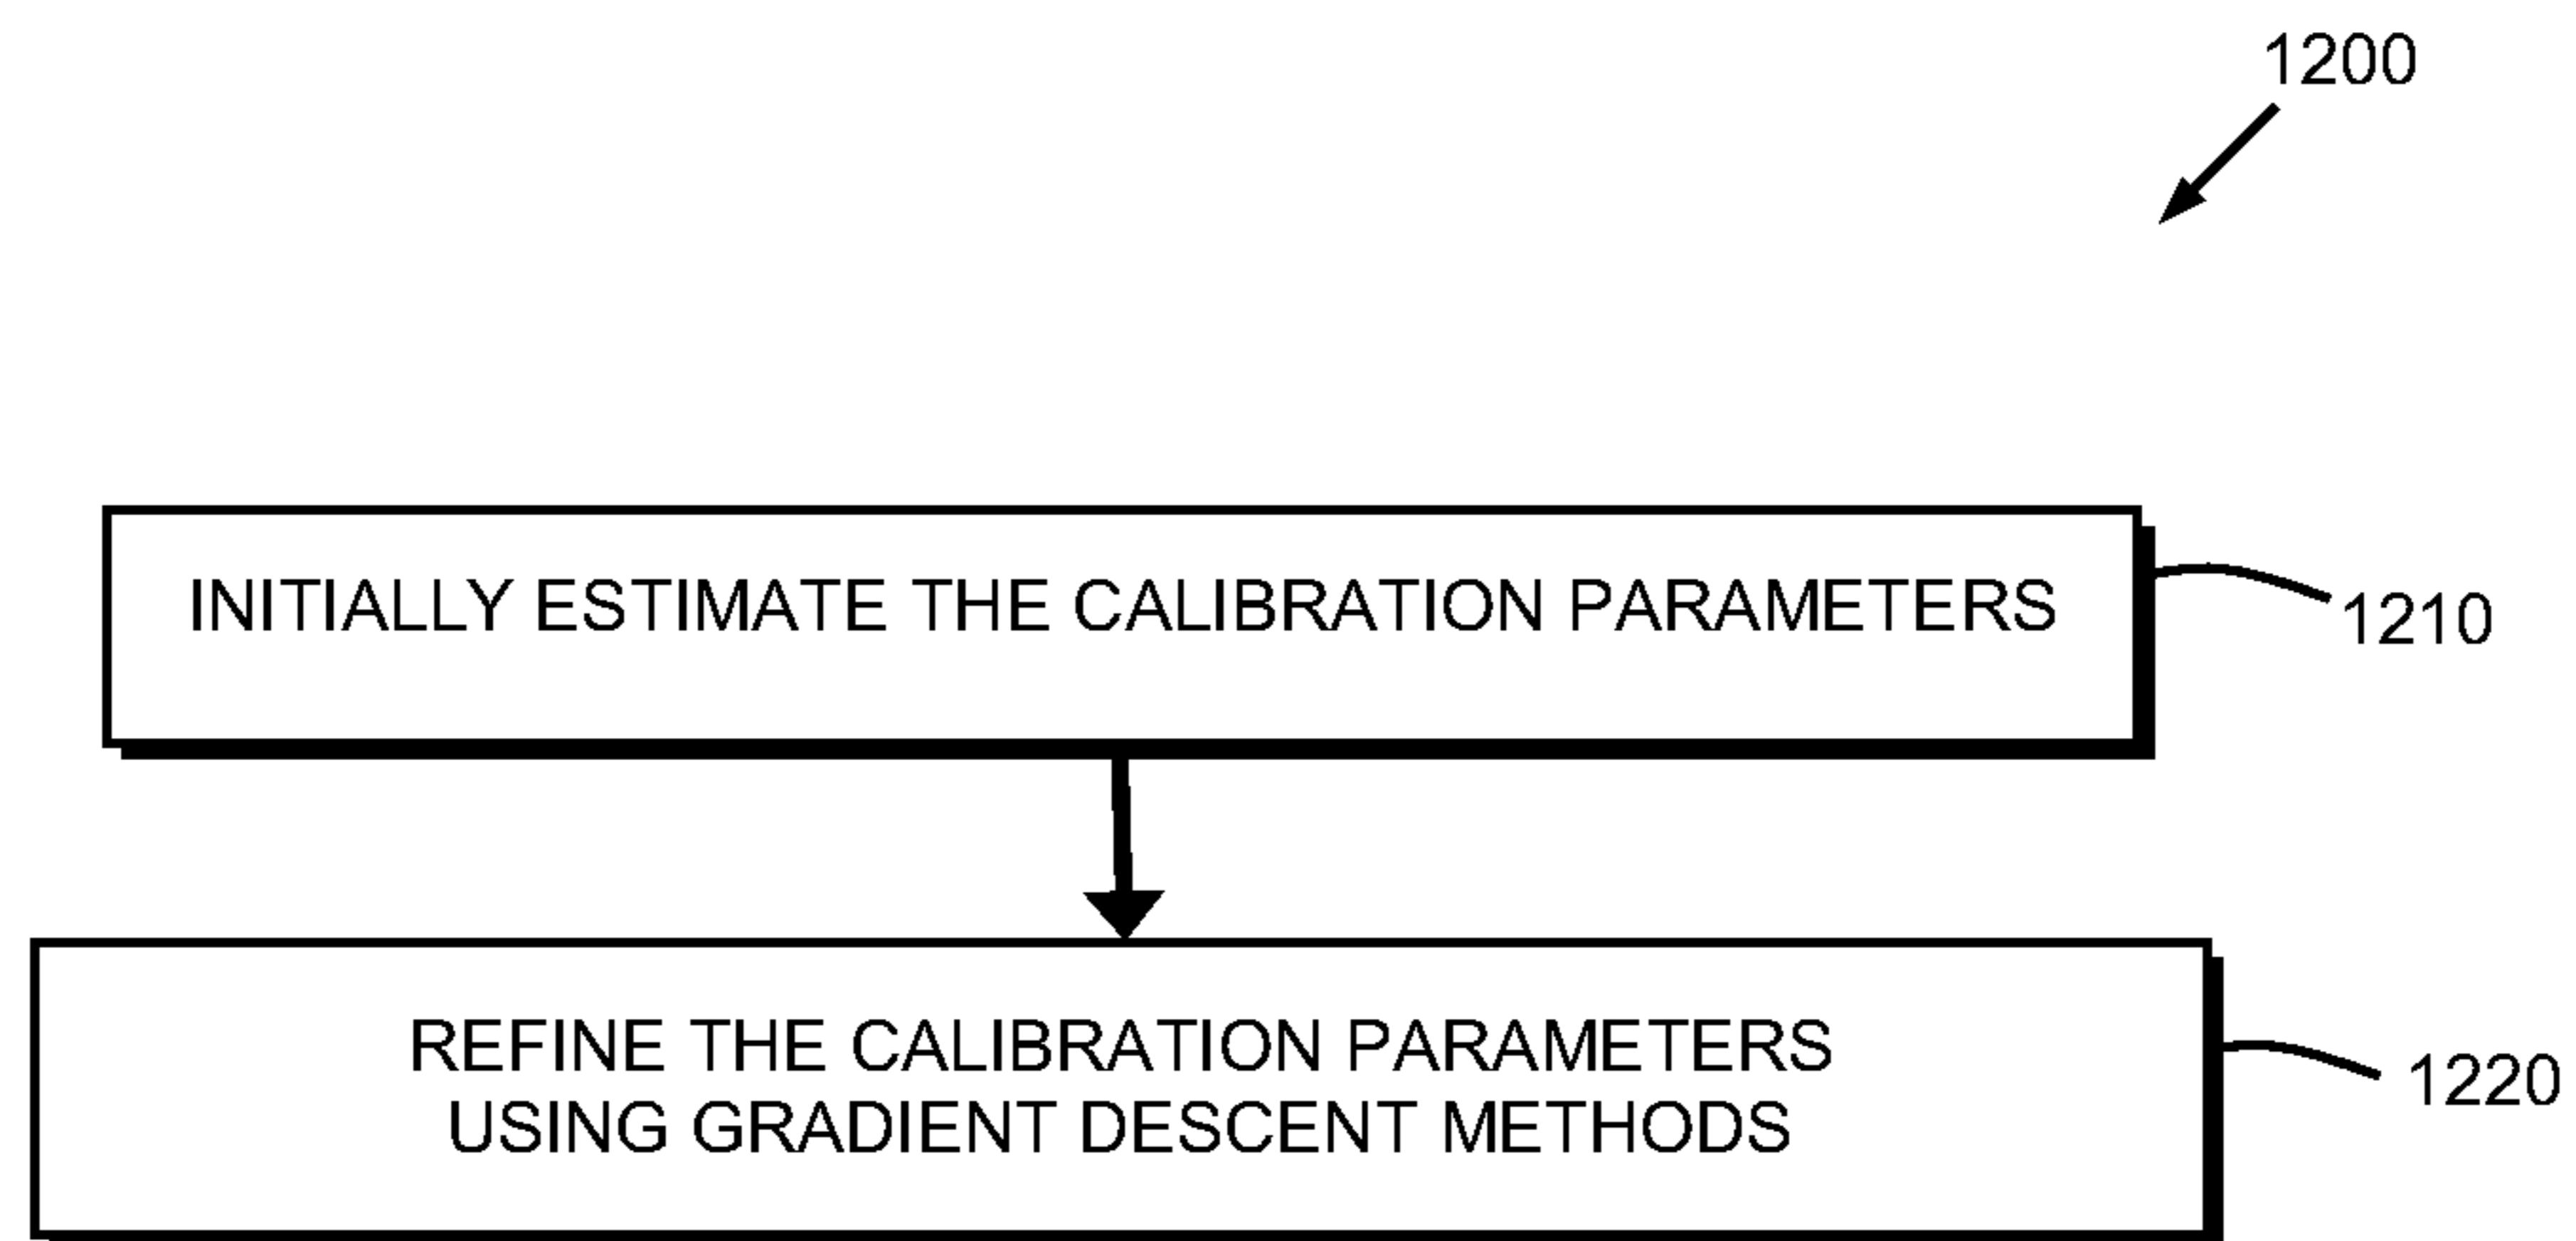 1200
INITIALLY ESTIMATE THE CALIBRATION PARAMETERS
1210
REFINE THE CALIBRATION PARAMETERS
USING GRADIENT DESCENT METHODS
1220